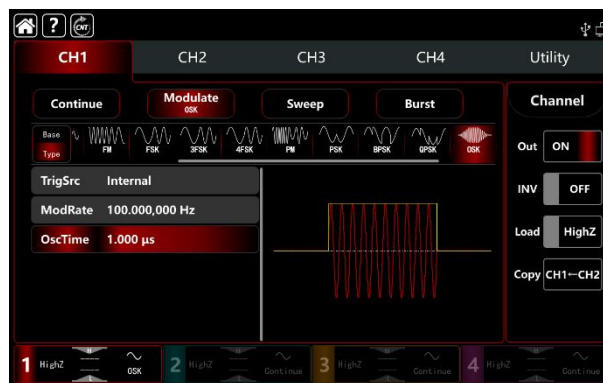 ? CNT
CH1 CH2 CH3 CH4 Utility
Continue Modulate Sweep Burst Channel
OSK
Base
Type FM FSK 3FSK 4FSK PM PSK BPSK QPSK OSK
Out ON
TrigSrc Internal
INV OFF
ModRate 100.000,000 Hz
Load HighZ
OscTime 1.000 µs
Copy CH1←CH2
1 HighZ OSK 2 HighZ Continue 3 HighZ Continue 4 HighZ Continue